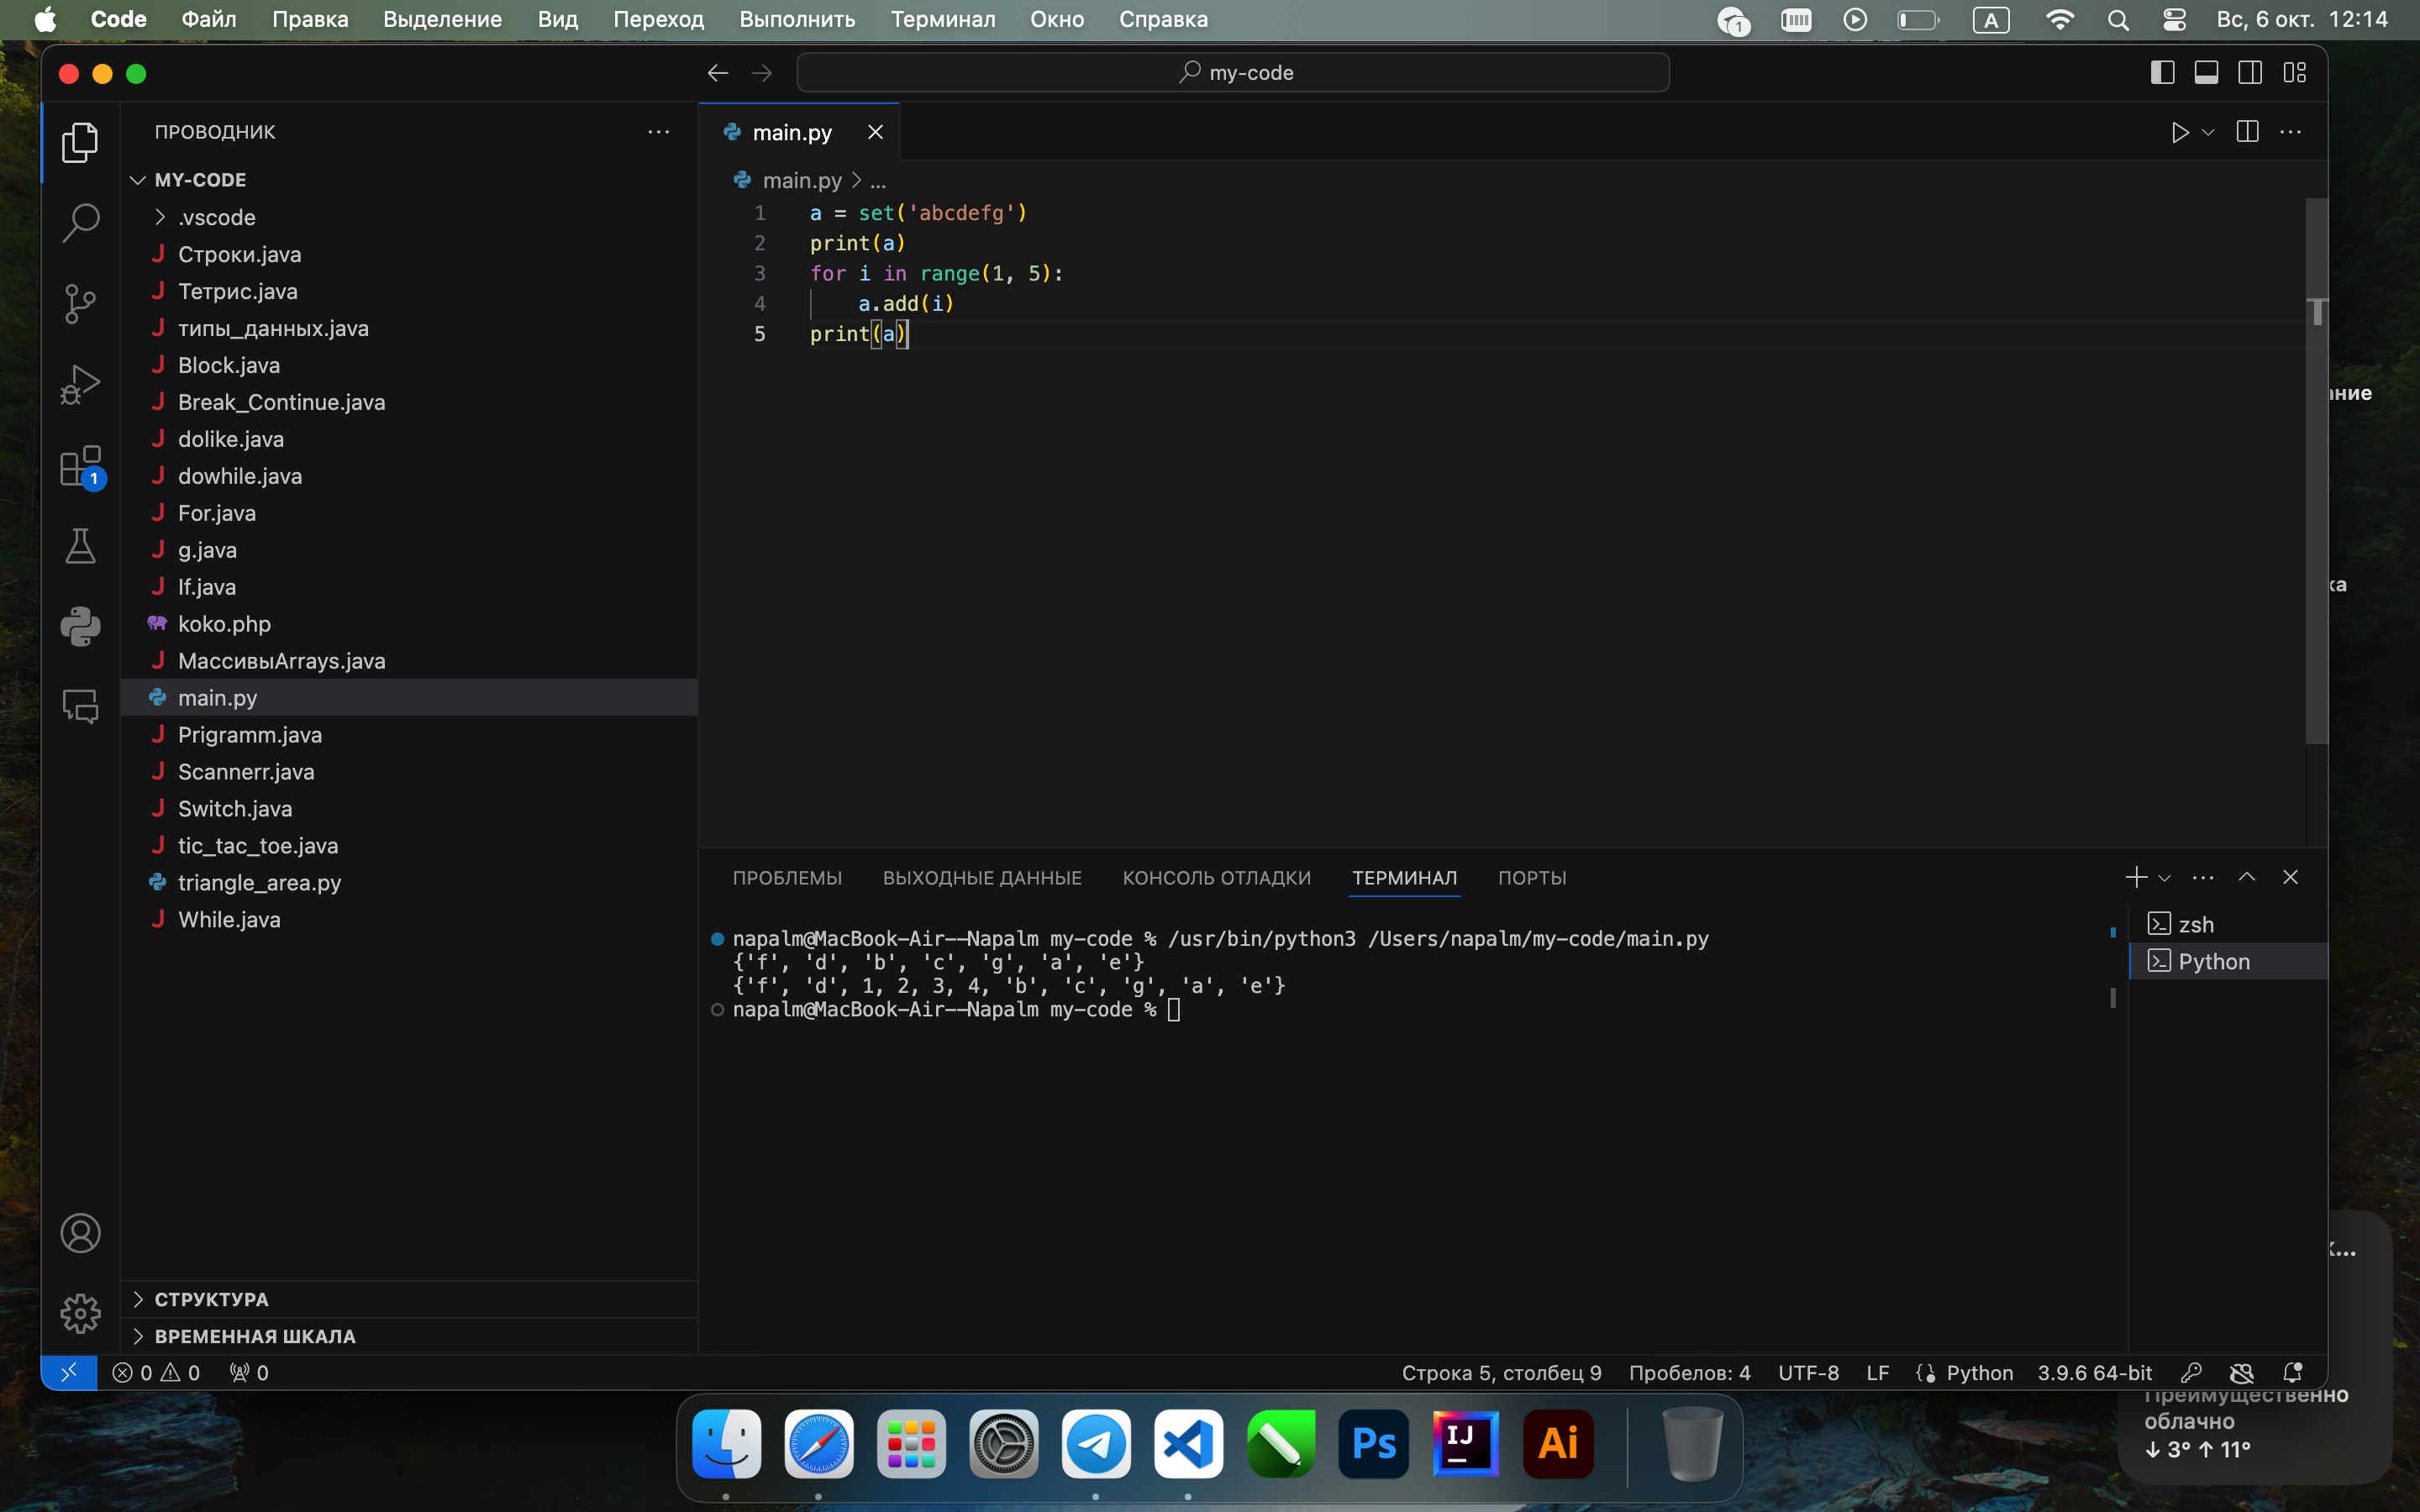 Code Файл Правка Выделение Вид Переход Выполнить Терминал Окно Справка 1 A Вс, 6 окт. 12:14
my-code
ПРОВОДНИК
main.py
MY-CODE
main.py > ...
.vscode
J Строки.java
J Тетрис.java
J типы_данных.java
J Block.java
J Break_Continue.java
J dolike.java
J dowhile.java
J For.java
J g.java
J If.java
koko.php
J МассивыArrays.java
main.py
J Prigramm.java
J Scannerr.java
J Switch.java
J tic_tac_toe.java
triangle_area.py
J While.java
1
СТРУКТУРА
ВРЕМЕННАЯ ШКАЛА
1 a = set('abcdefg')
2 print(a)
3 for i in range(1, 5):
4 a.add(i)
5 print(a)
ПРОБЛЕМЫ ВЫХОДНЫЕ ДАННЫЕ КОНСОЛЬ ОТЛАДКИ ТЕРМИНАЛ ПОРТЫ
napalm@MacBook-Air--Napalm my-code % /usr/bin/python3 /Users/napalm/my-code/main.py
{'f', 'd', 'b', 'c', 'g', 'a', 'e'}
{'f', 'd', 1, 2, 3, 4, 'b', 'c', 'g', 'a', 'e'}
napalm@MacBook-Air--Napalm my-code %
zsh
Python
0 0 0 Строка 5, столбец 9 Пробелов: 4 UTF-8 LF Python 3.9.6 64-bit
Преимущественно
облачно
↓ 3° ↑ 11°
Ps IJ Ai